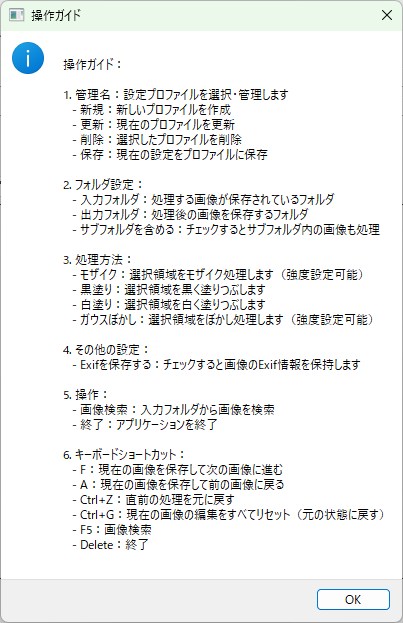 操作ガイド
操作ガイド：
1. 管理名：設定プロファイルを選択・管理します
- 新規：新しいプロファイルを作成
- 更新：現在のプロファイルを更新
- 削除：選択したプロファイルを削除
- 保存：現在の設定をプロファイルに保存
2. フォルダ設定：
- 入力フォルダ：処理する画像が保存されているフォルダ
- 出力フォルダ：処理後の画像を保存するフォルダ
- サブフォルダを含める：チェックするとサブフォルダ内の画像も処理
3. 処理方法：
- モザイク：選択領域をモザイク処理します（強度設定可能）
- 黒塗り：選択領域を黒く塗りつぶします
- 白塗り：選択領域を白く塗りつぶします
- ガウスぼかし：選択領域をぼかし処理します（強度設定可能）
4. その他の設定：
- Exifを保存する：チェックすると画像のExif情報を保持します
5. 操作：
- 画像検索：入力フォルダから画像を検索
- 終了：アプリケーションを終了
6. キーボードショートカット：
- F：現在の画像を保存して次の画像に進む
- A：現在の画像を保存して前の画像に戻る
- Ctrl+Z：直前の処理を元に戻す
- Ctrl+G：現在の画像の編集をすべてリセット（元の状態に戻す）
- F5：画像検索
- Delete：終了
OK